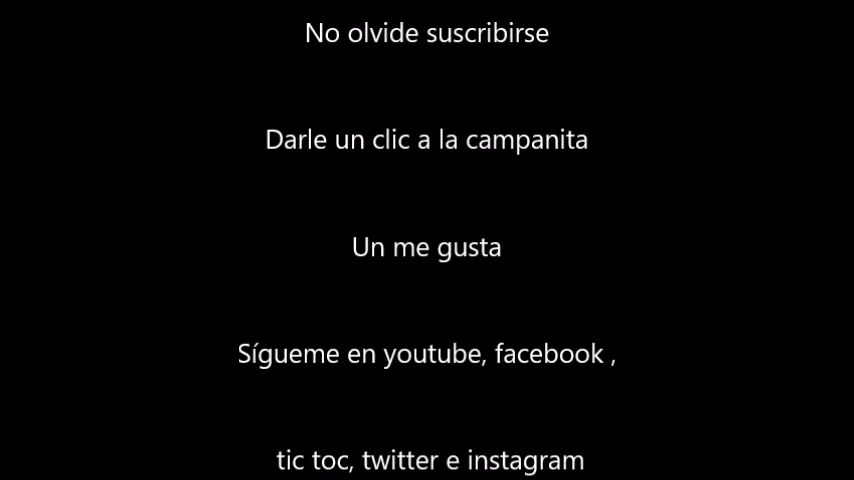 No olvide suscribirse
Darle un clic a la campanita
Un me gusta
Sígueme en youtube, facebook ,
tic toc, twitter e instagram